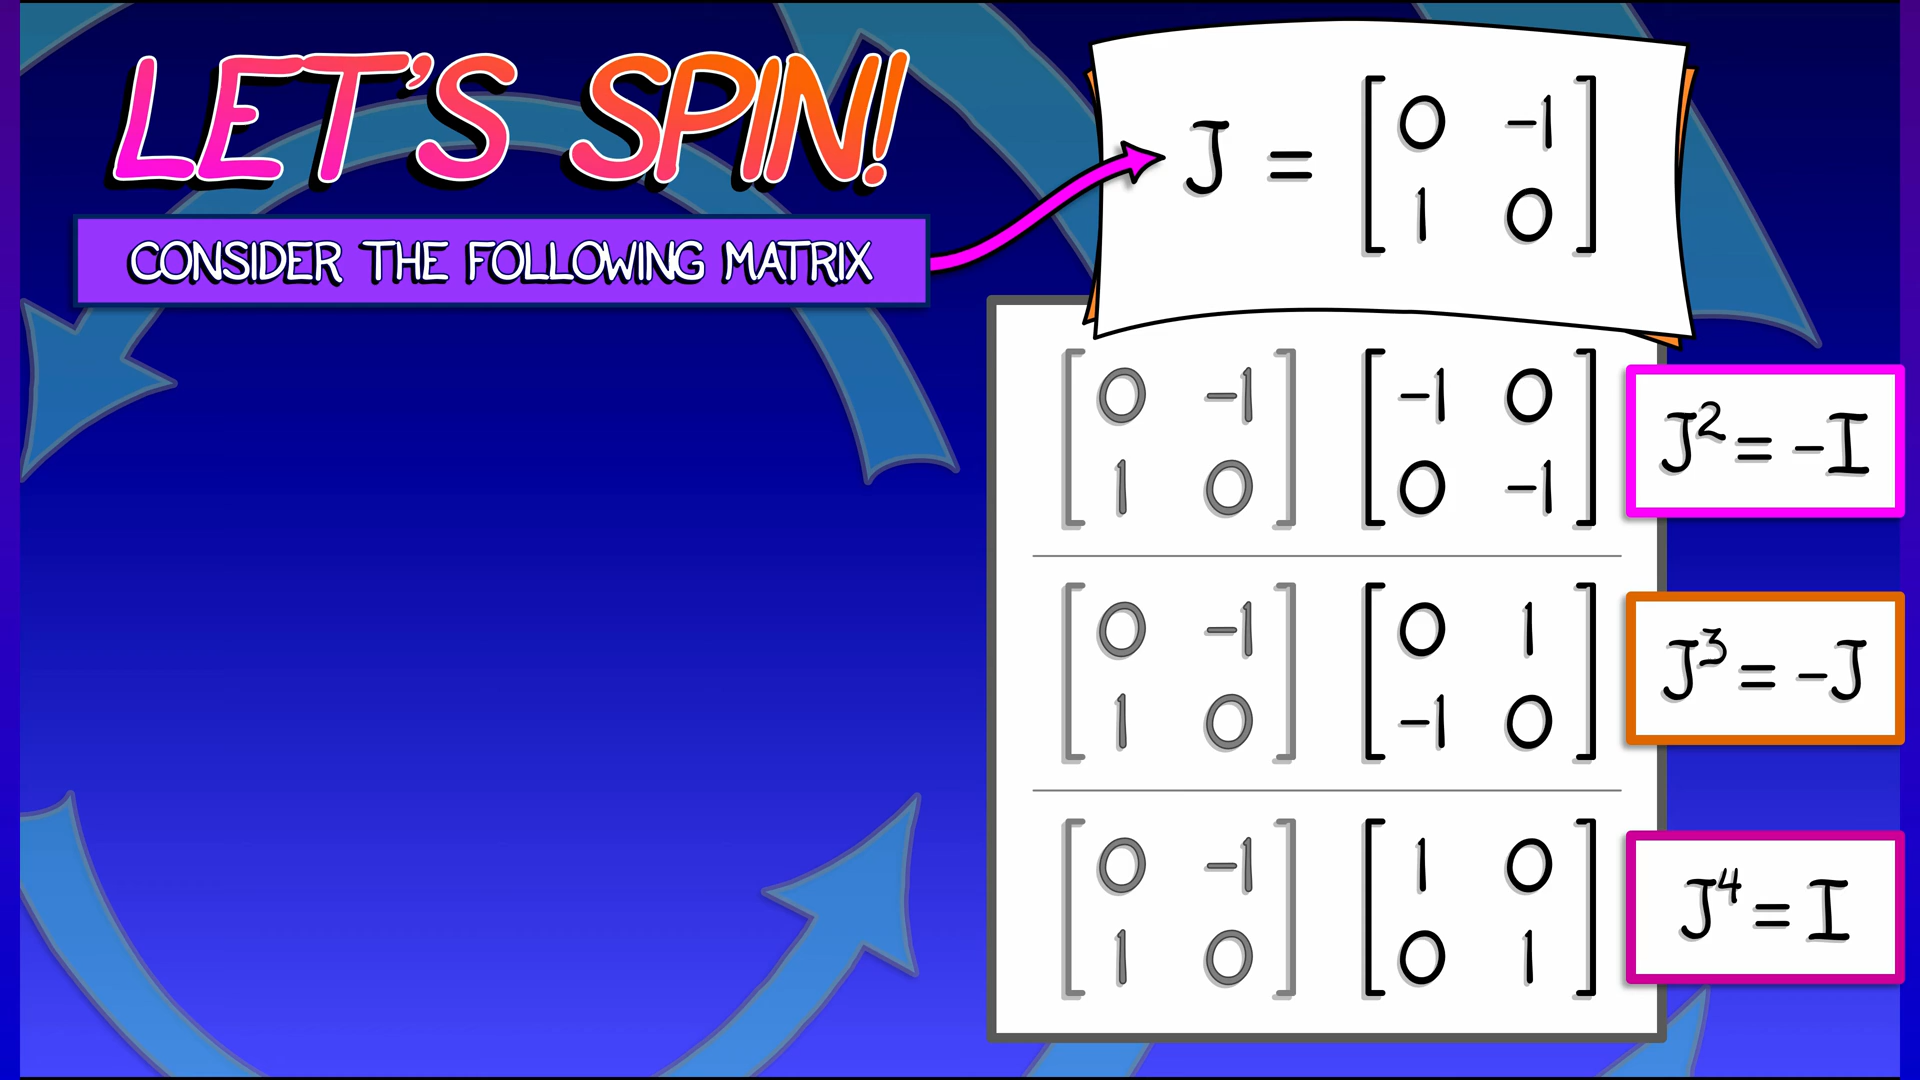 LET'S SPIN!
CONSIDER THE FOLLOWING MATRIX
J = [0 -1
1 0]
[0 -1 [-1 0
1 0] 0 -1]
J² = -I
[0 -1 [0 1
1 0] -1 0]
J³ = -J
[0 -1 [1 0
1 0] 0 1]
J⁴ = I